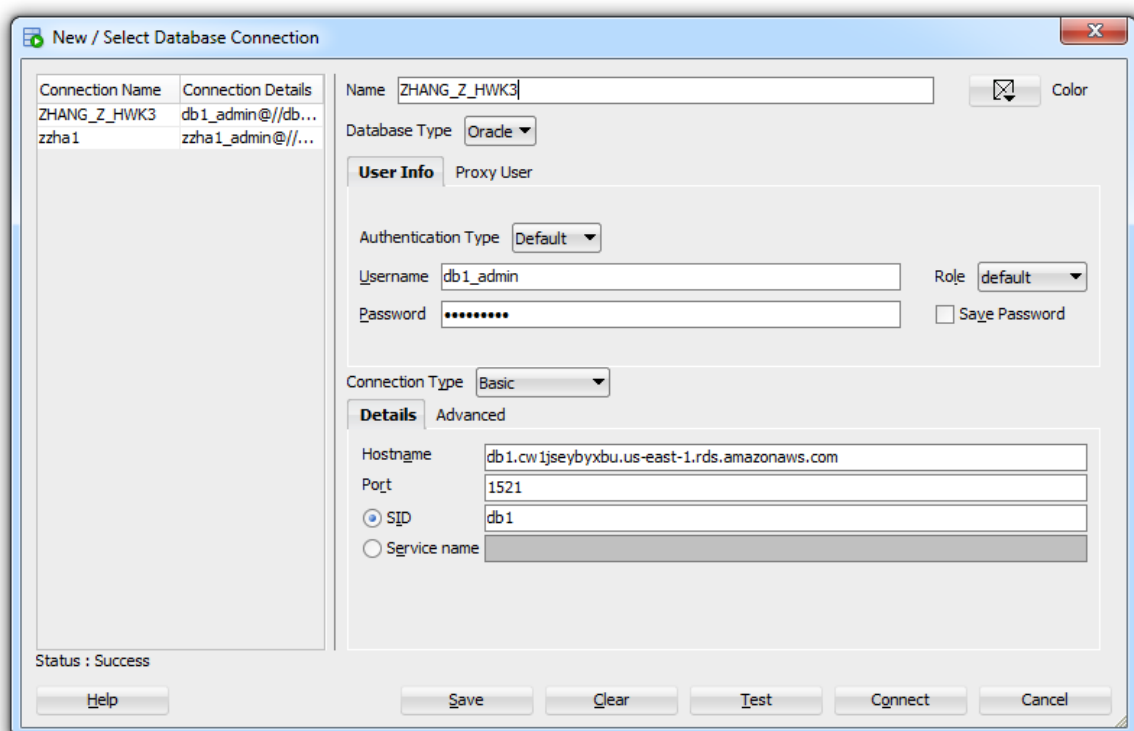 New / Select Database Connection
Connection Name Connection Details
ZHANG_Z_HWK3 db1_admin@//db...
zzha1 zzha1_admin@//...
Name ZHANG_Z_HWK3 Color
Database Type Oracle
User Info Proxy User
Authentication Type Default
Username db1_admin Role default
Password ••••••••• Save Password
Connection Type Basic
Details Advanced
Hostname db1.cw1jseybyxbu.us-east-1.rds.amazonaws.com
Port 1521
SID db1
Service name
Status : Success
Help Save Clear Test Connect Cancel